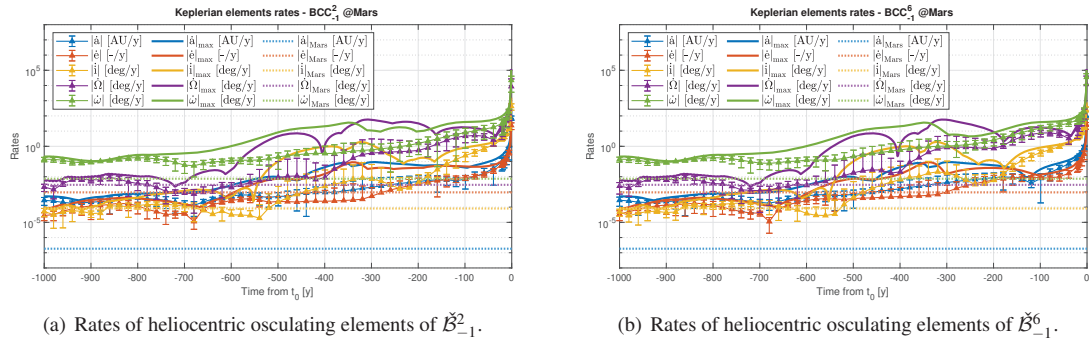 Keplerian elements rates - BCC²₋₁ @Mars
|ȧ| [AU/y] |ȧ|max [AU/y] |ȧ|Mars [AU/y]
|ė| [-/y] |ė|max [-/y] |ė|Mars [-/y]
|i̇| [deg/y] |i̇|max [deg/y] |i̇|Mars [deg/y]
|Ω̇| [deg/y] |Ω̇|max [deg/y] |Ω̇|Mars [deg/y]
|ω̇| [deg/y] |ω̇|max [deg/y] |ω̇|Mars [deg/y]
Rates
10⁵
10⁰
10⁻⁵
-1000 -900 -800 -700 -600 -500 -400 -300 -200 -100 0
Time from t₀ [y]
(a) Rates of heliocentric osculating elements of B̌²₋₁.
Keplerian elements rates - BCC⁶₋₁ @Mars
|ȧ| [AU/y] |ȧ|max [AU/y] |ȧ|Mars [AU/y]
|ė| [-/y] |ė|max [-/y] |ė|Mars [-/y]
|i̇| [deg/y] |i̇|max [deg/y] |i̇|Mars [deg/y]
|Ω̇| [deg/y] |Ω̇|max [deg/y] |Ω̇|Mars [deg/y]
|ω̇| [deg/y] |ω̇|max [deg/y] |ω̇|Mars [deg/y]
Rates
10⁵
10⁰
10⁻⁵
-1000 -900 -800 -700 -600 -500 -400 -300 -200 -100 0
Time from t₀ [y]
(b) Rates of heliocentric osculating elements of B̌⁶₋₁.